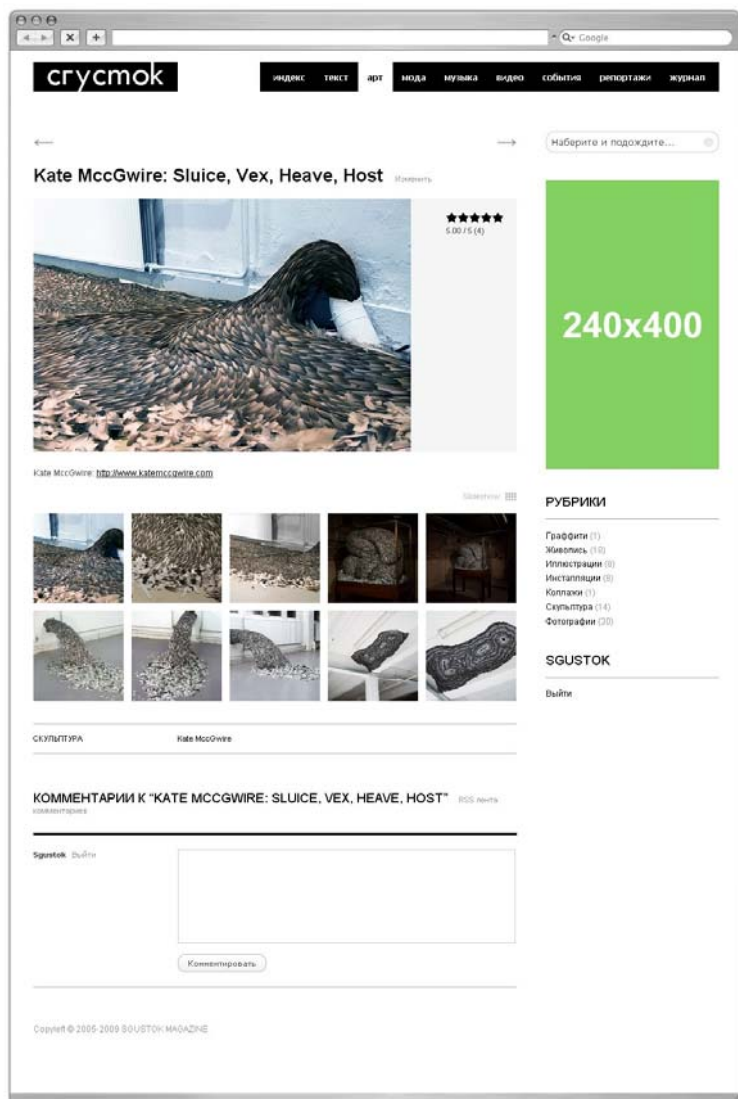 Google
сгусток
индекс текст арт мода музыка видео события репортажи журнал
← →
Наберите и подождите...
Kate MccGwire: Sluice, Vex, Heave, Host Изменить
5.00 / 5 (4)
240x400
Kate MccGwire: http://www.katemccgwire.com
Slideshow
РУБРИКИ
Граффити (1)
Живопись (18)
Иллюстрации (8)
Инсталляции (8)
Коллажи (1)
Скульптура (14)
Фотографии (30)
SGUSTOK
Выйти
СКУЛЬПТУРА Kate MccGwire
КОММЕНТАРИИ К “KATE MCCGWIRE: SLUICE, VEX, HEAVE, HOST” RSS лента
комментариев
Sgustok Выйти
Комментировать
Copyleft © 2005-2009 SGUSTOK MAGAZINE